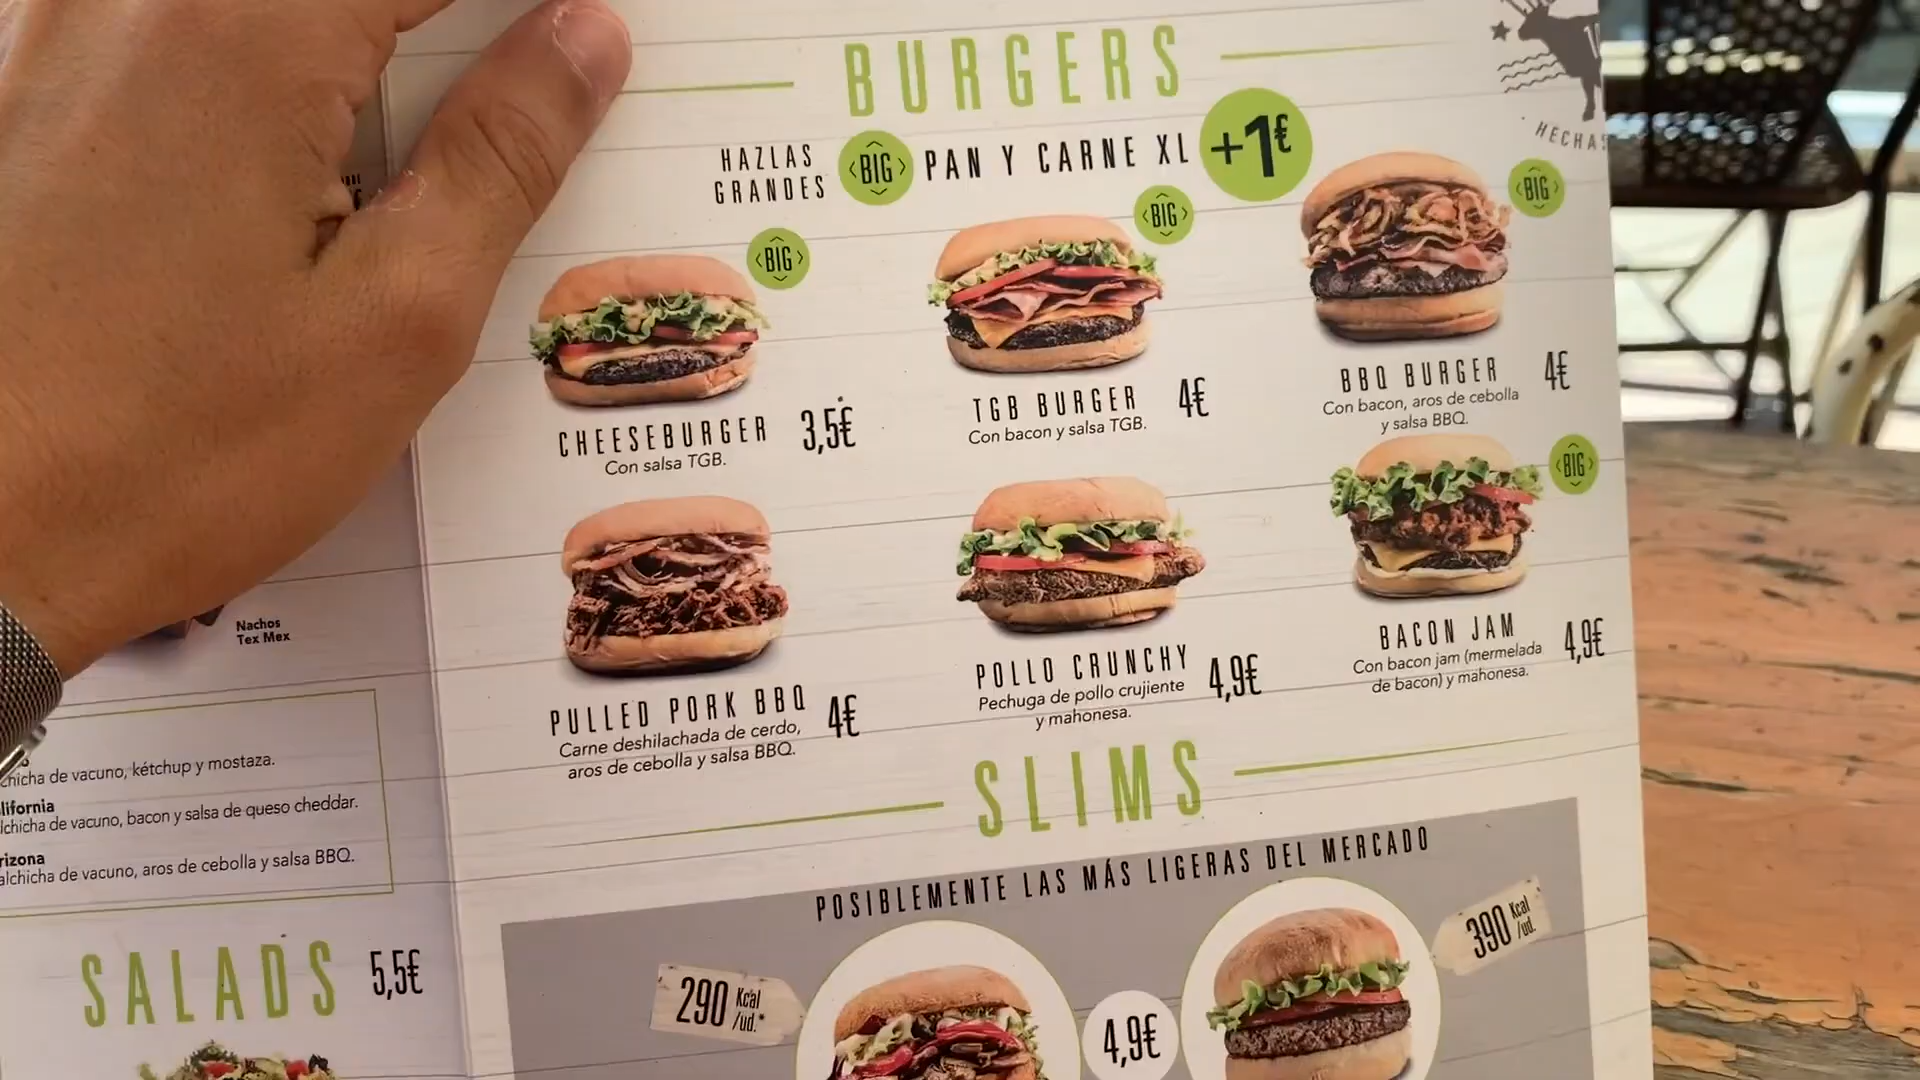 BURGERS
HAZLAS
GRANDES
BIG
PAN Y CARNE XL
+1€
HECHAS
BIG
BIG
BIG
CHEESEBURGER 3,5€
Con salsa TGB.
TGB BURGER 4€
Con bacon y salsa TGB.
BBQ BURGER 4€
Con bacon, aros de cebolla
y salsa BBQ.
BIG
PULLED PORK BBQ 4€
Carne deshilachada de cerdo,
aros de cebolla y salsa BBQ.
POLLO CRUNCHY 4,9€
Pechuga de pollo crujiente
y mahonesa.
BACON JAM 4,9€
Con bacon jam (mermelada
de bacon) y mahonesa.
SLIMS
POSIBLEMENTE LAS MÁS LIGERAS DEL MERCADO
290 Kcal
/ud.*
4,9€
390 Kcal
/ud.
Nachos
Tex Mex
chicha de vacuno, kétchup y mostaza.
lifornia
lchicha de vacuno, bacon y salsa de queso cheddar.
rizona
alchicha de vacuno, aros de cebolla y salsa BBQ.
SALADS 5,5€